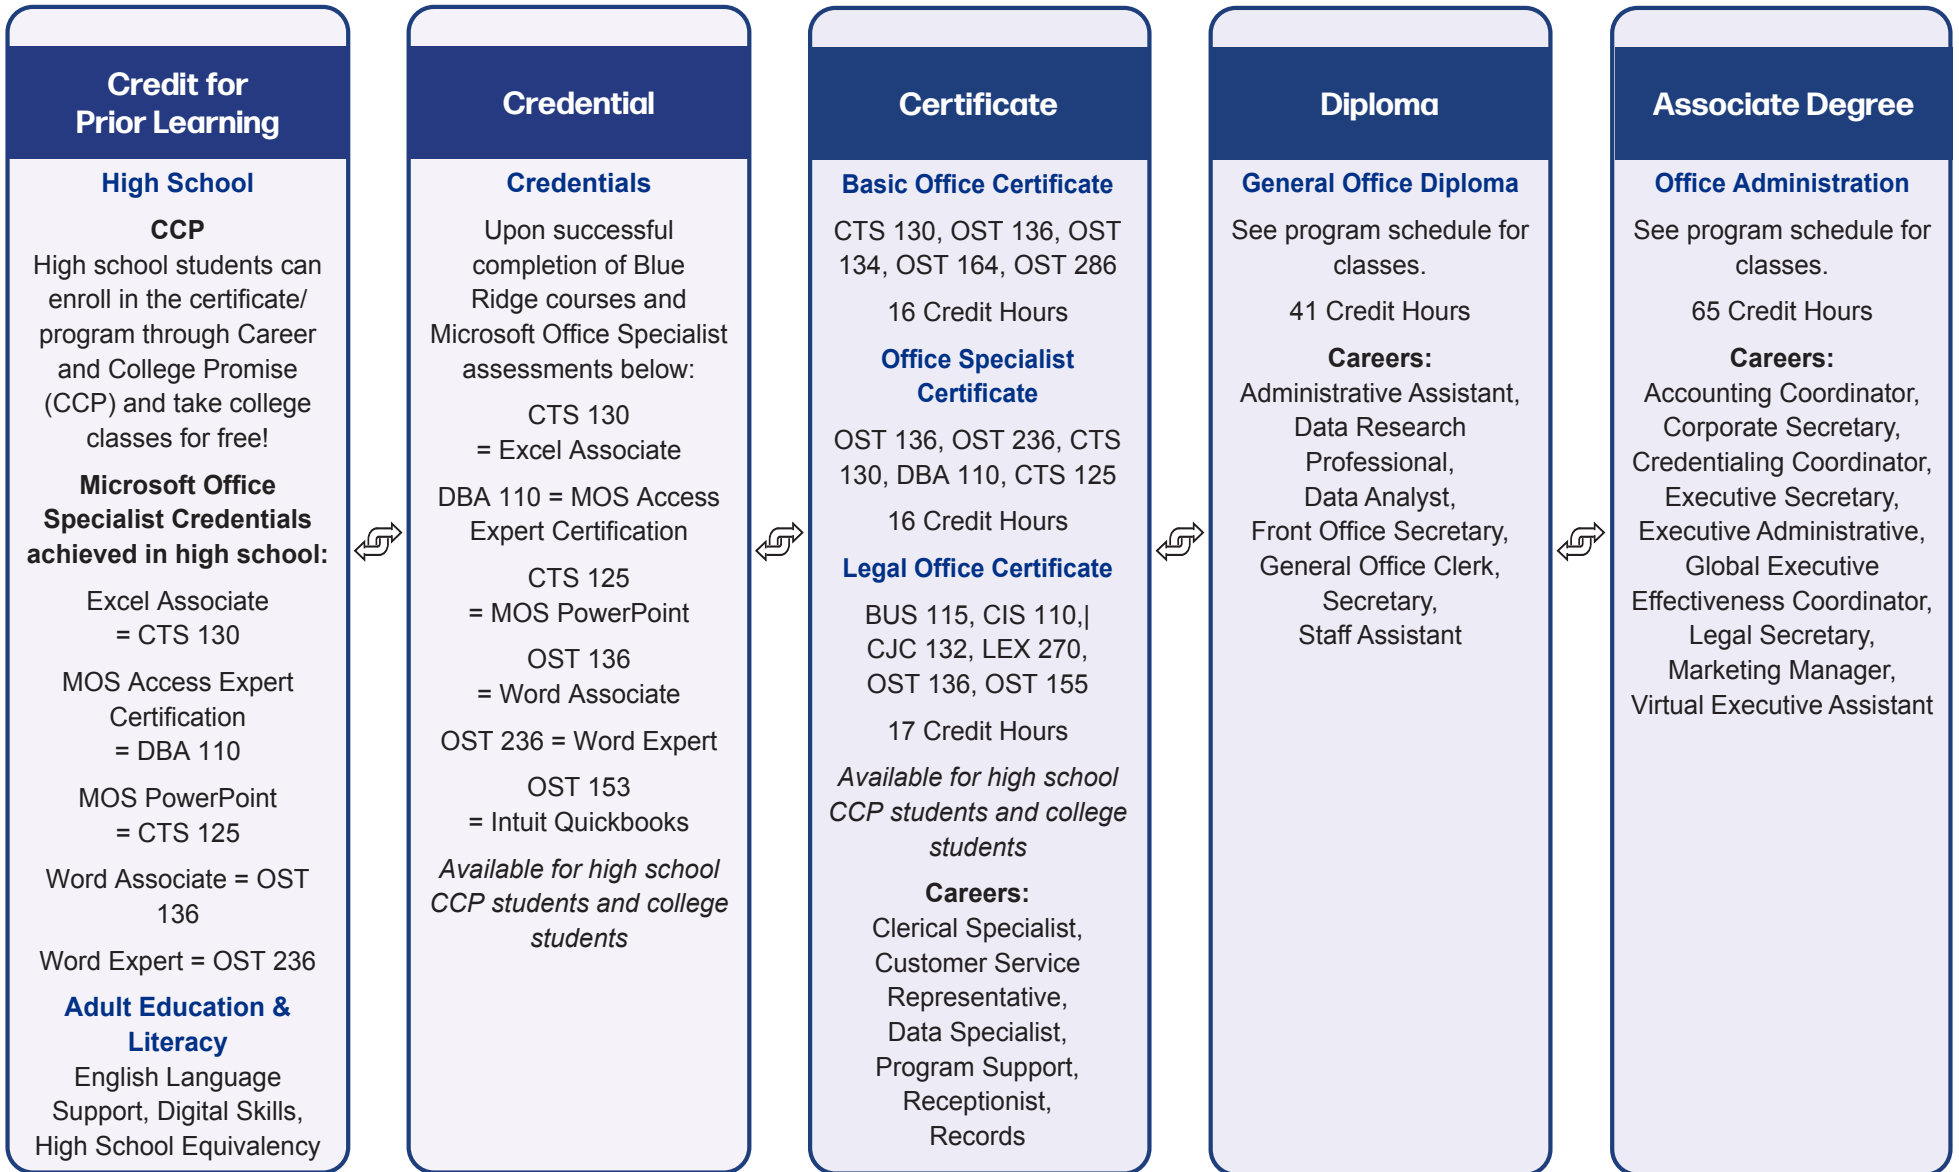 Credit for
Prior Learning
High School
CCP
High school students can
enroll in the certificate/
program through Career
and College Promise
(CCP) and take college
classes for free!
Microsoft Office
Specialist Credentials
achieved in high school:
Excel Associate
= CTS 130
MOS Access Expert
Certification
= DBA 110
MOS PowerPoint
= CTS 125
Word Associate = OST
136
Word Expert = OST 236
Adult Education &
Literacy
English Language
Support, Digital Skills,
High School Equivalency
Credential
Credentials
Upon successful
completion of Blue
Ridge courses and
Microsoft Office Specialist
assessments below:
CTS 130
= Excel Associate
DBA 110 = MOS Access
Expert Certification
CTS 125
= MOS PowerPoint
OST 136
= Word Associate
OST 236 = Word Expert
OST 153
= Intuit Quickbooks
Available for high school
CCP students and college
students
Certificate
Basic Office Certificate
CTS 130, OST 136, OST
134, OST 164, OST 286
16 Credit Hours
Office Specialist
Certificate
OST 136, OST 236, CTS
130, DBA 110, CTS 125
16 Credit Hours
Legal Office Certificate
BUS 115, CIS 110,|
CJC 132, LEX 270,
OST 136, OST 155
17 Credit Hours
Available for high school
CCP students and college
students
Careers:
Clerical Specialist,
Customer Service
Representative,
Data Specialist,
Program Support,
Receptionist,
Records
Diploma
General Office Diploma
See program schedule for
classes.
41 Credit Hours
Careers:
Administrative Assistant,
Data Research
Professional,
Data Analyst,
Front Office Secretary,
General Office Clerk,
Secretary,
Staff Assistant
Associate Degree
Office Administration
See program schedule for
classes.
65 Credit Hours
Careers:
Accounting Coordinator,
Corporate Secretary,
Credentialing Coordinator,
Executive Secretary,
Executive Administrative,
Global Executive
Effectiveness Coordinator,
Legal Secretary,
Marketing Manager,
Virtual Executive Assistant